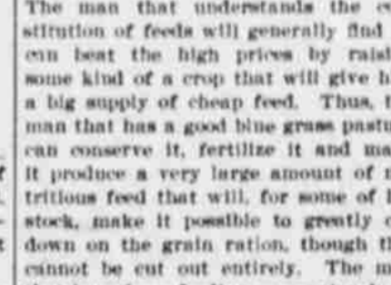 The man that understands the
stitution of feeds will generally find
can beat the high prices by rais
some kind of a crop that will give h
a big supply of cheap feed. Thus,
man that has a good blue grass pastu
can conserve it, fertilize it and ma
it produce a very large amount of n
tritious feed that will, for some of
stock, make it possible to greatly
down on the grain ration, though th
cannot be cut out entirely. The m